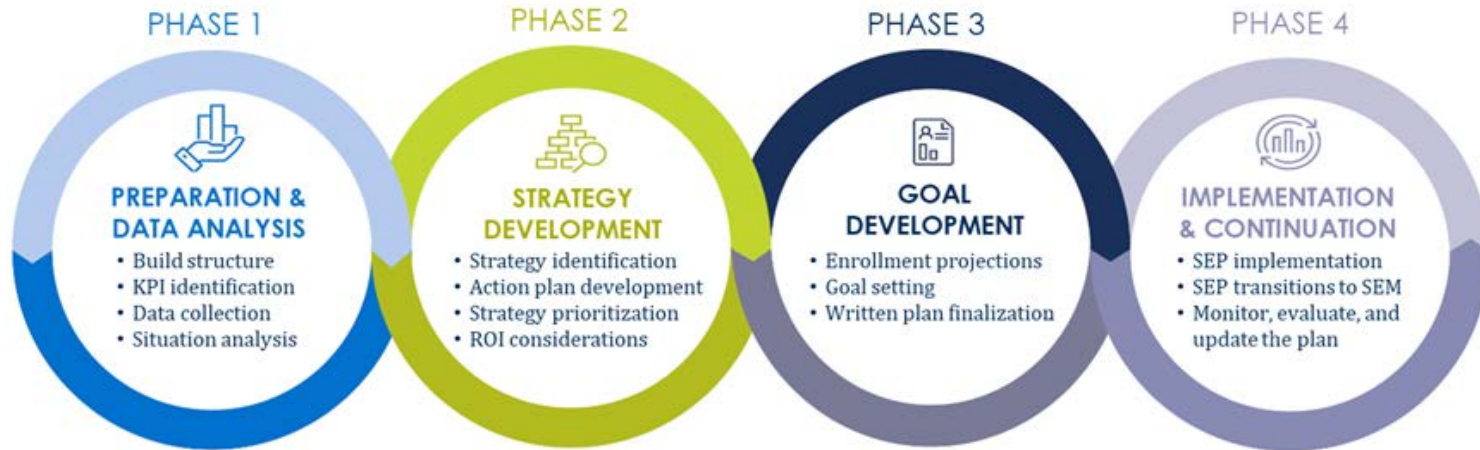 PHASE 1
PREPARATION &
DATA ANALYSIS
• Build structure
• KPI identification
• Data collection
• Situation analysis
PHASE 2
STRATEGY
DEVELOPMENT
• Strategy identification
• Action plan development
• Strategy prioritization
• ROI considerations
PHASE 3
GOAL
DEVELOPMENT
• Enrollment projections
• Goal setting
• Written plan finalization
PHASE 4
IMPLEMENTATION
& CONTINUATION
• SEP implementation
• SEP transitions to SEM
• Monitor, evaluate, and
update the plan